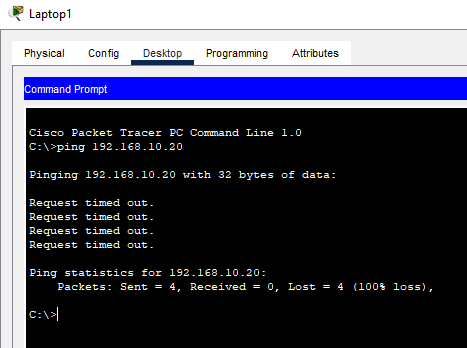 Laptop1
Physical Config Desktop Programming Attributes
Command Prompt
Cisco Packet Tracer PC Command Line 1.0
C:\>ping 192.168.10.20
Pinging 192.168.10.20 with 32 bytes of data:
Request timed out.
Request timed out.
Request timed out.
Request timed out.
Ping statistics for 192.168.10.20:
    Packets: Sent = 4, Received = 0, Lost = 4 (100% loss),
C:\>